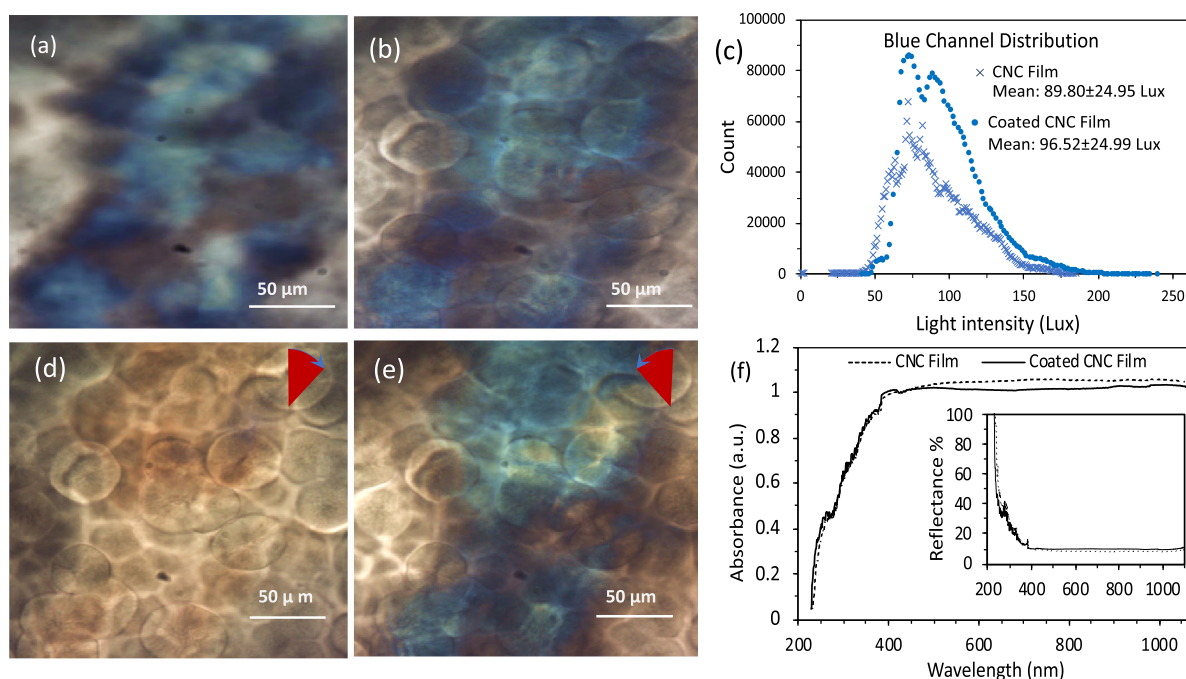 (a)
50 µm
(b)
50 µm
(c)
Blue Channel Distribution
CNC Film
Mean: 89.80±24.95 Lux
Coated CNC Film
Mean: 96.52±24.99 Lux
100000
80000
60000
40000
20000
0
Count
0 50 100 150 200 250
Light intensity (Lux)
(d)
50 µ m
(e)
50 µm
(f)
CNC Film Coated CNC Film
1.2
1
0.8
0.6
0.4
0.2
0
Absorbance (a.u.)
200 400 600 800 1000
Wavelength (nm)
100
80
60
40
20
0
Reflectance %
200 400 600 800 1000